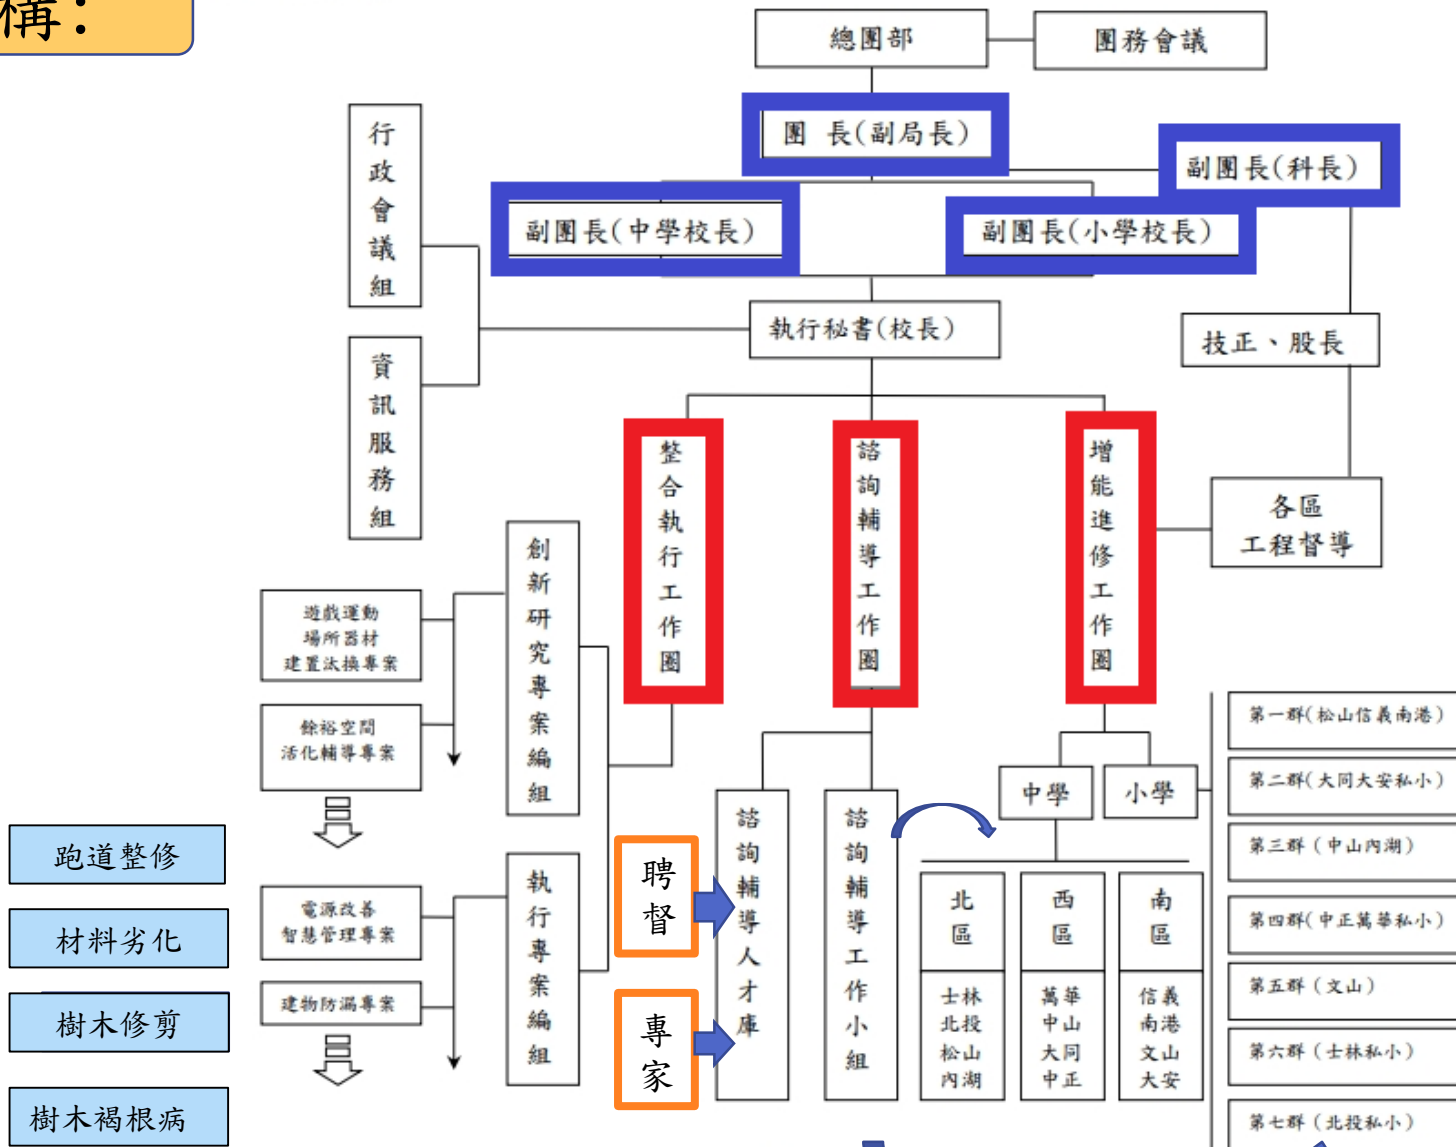 構：
總團部
團務會議
團 長(副局長)
副團長(科長)
副團長(中學校長)
副團長(小學校長)
執行秘書(校長)
技正、股長
行政會議組
資訊服務組
整合執行工作圈
諮詢輔導工作圈
增能進修工作圈
各區
工程督導
創新研究專案編組
遊戲運動
場所器材
建置汰換專案
餘裕空間
活化輔導專案
執行專案編組
電源改善
智慧管理專案
建物防漏專案
跑道整修
材料劣化
樹木修剪
樹木褐根病
聘督
專家
諮詢輔導人才庫
諮詢輔導工作小組
中學
小學
北區
士林
北投
松山
內湖
西區
萬華
中山
大同
中正
南區
信義
南港
文山
大安
第一群(松山信義南港)
第二群(大同大安私小)
第三群 (中山內湖)
第四群(中正萬華私小)
第五群 (文山)
第六群 (士林私小)
第七群 (北投私小)